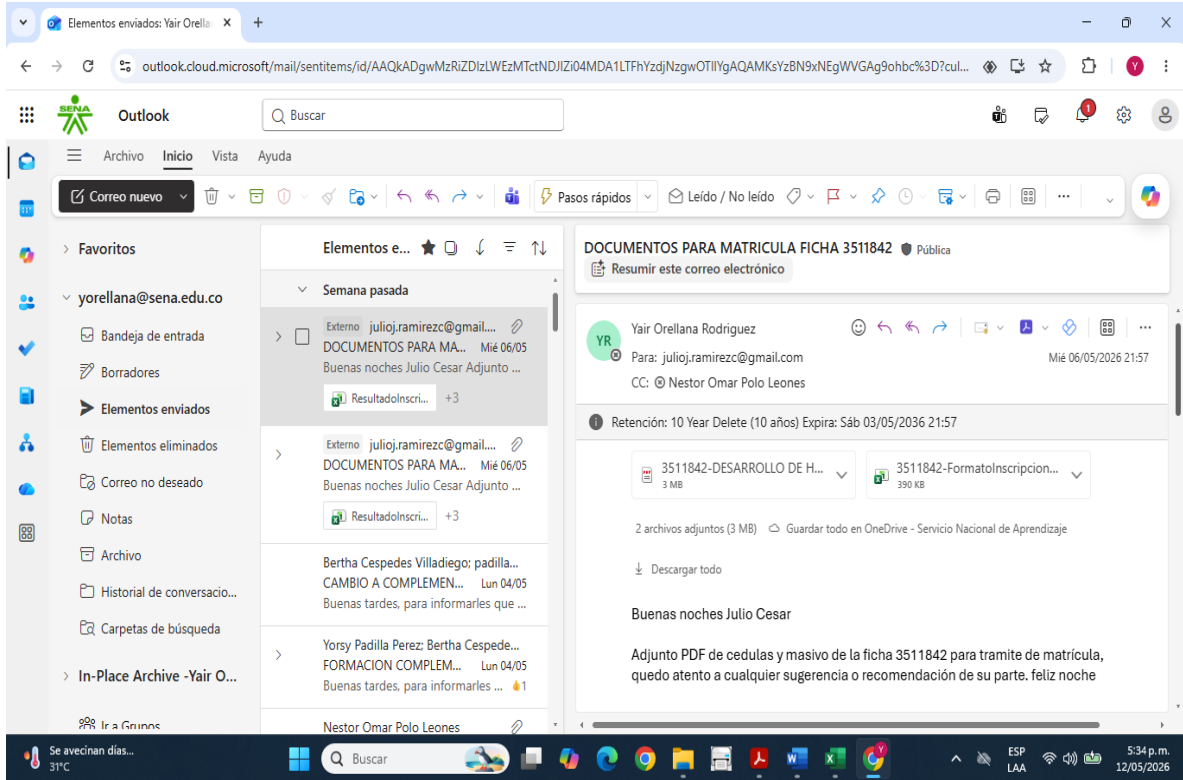 Elementos enviados: Yair Orella
outlook.cloud.microsoft/mail/sentitems/id/AAQkADgwMzRiZDIzLWEzMTctNDJlZi04MDA1LTFhYzdjNzgwOTllYgAQAMKsYzBN9xNEgWVGAg9ohbc%3D?cul...
Y
SENA
Outlook
Buscar
1
Archivo Inicio Vista Ayuda
Correo nuevo
Pasos rápidos
Leído / No leído
Favoritos
yorellana@sena.edu.co
Bandeja de entrada
Borradores
Elementos enviados
Elementos eliminados
Correo no deseado
Notas
Archivo
Historial de conversacio...
Carpetas de búsqueda
In-Place Archive -Yair O...
Ir a Grupos
Elementos e...
Semana pasada
Externo julioj.ramirezc@gmail....
DOCUMENTOS PARA MA... Mié 06/05
Buenas noches Julio Cesar Adjunto ...
ResultadoInscri... +3
Externo julioj.ramirezc@gmail....
DOCUMENTOS PARA MA... Mié 06/05
Buenas noches Julio Cesar Adjunto ...
ResultadoInscri... +3
Bertha Cespedes Villadiego; padilla...
CAMBIO A COMPLEMEN... Lun 04/05
Buenas tardes, para informarles que ...
Yorsy Padilla Perez; Bertha Cespede...
FORMACION COMPLEM... Lun 04/05
Buenas tardes, para informarles ... 1
Nestor Omar Polo Leones
DOCUMENTOS PARA MATRICULA FICHA 3511842 Pública
Resumir este correo electrónico
YR
Yair Orellana Rodriguez
Para: julioj.ramirezc@gmail.com
Mié 06/05/2026 21:57
CC: Nestor Omar Polo Leones
Retención: 10 Year Delete (10 años) Expira: Sáb 03/05/2036 21:57
3511842-DESARROLLO DE H...
3 MB
3511842-FormatoInscripcion...
390 KB
2 archivos adjuntos (3 MB) Guardar todo en OneDrive - Servicio Nacional de Aprendizaje
Descargar todo
Buenas noches Julio Cesar
Adjunto PDF de cedulas y masivo de la ficha 3511842 para tramite de matrícula,
quedo atento a cualquier sugerencia o recomendación de su parte. feliz noche
Se avecinan días...
31°C
Buscar
ESP
LAA
5:34 p.m.
12/05/2026